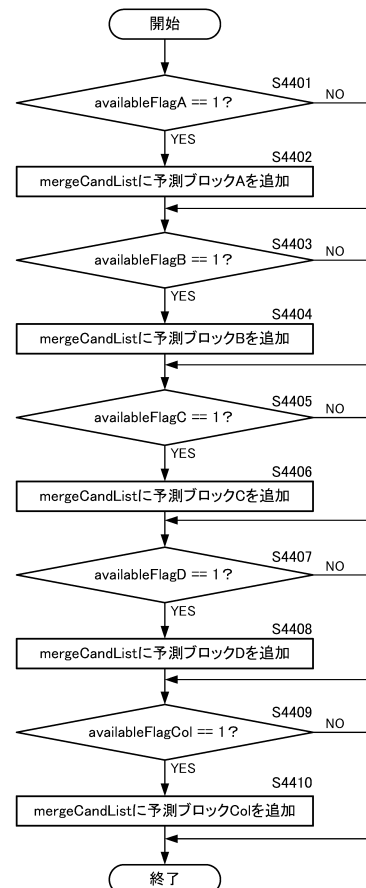 開始
S4401
availableFlagA == 1?
NO
YES
S4402
mergeCandListに予測ブロックAを追加
S4403
availableFlagB == 1?
NO
YES
S4404
mergeCandListに予測ブロックBを追加
S4405
availableFlagC == 1?
NO
YES
S4406
mergeCandListに予測ブロックCを追加
S4407
availableFlagD == 1?
NO
YES
S4408
mergeCandListに予測ブロックDを追加
S4409
availableFlagCol == 1?
NO
YES
S4410
mergeCandListに予測ブロックColを追加
終了